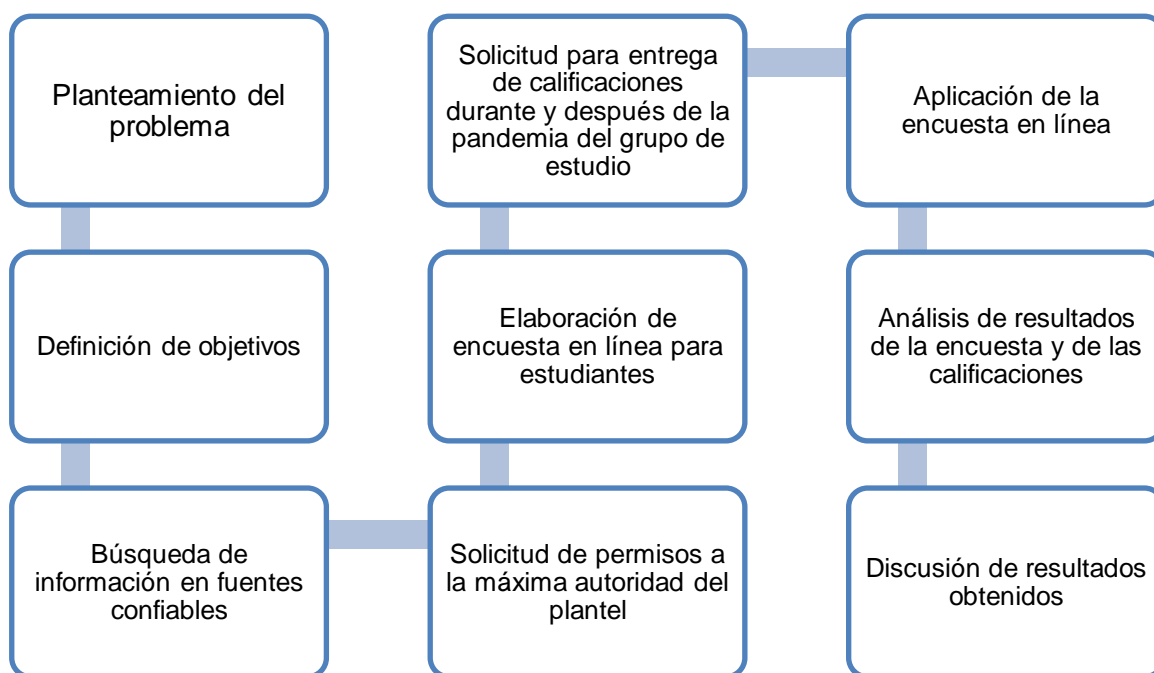 Planteamiento del
problema
Definición de objetivos
Búsqueda de
información en fuentes
confiables
Solicitud de permisos a
la máxima autoridad del
plantel
Elaboración de
encuesta en línea para
estudiantes
Solicitud para entrega
de calificaciones
durante y después de la
pandemia del grupo de
estudio
Aplicación de la
encuesta en línea
Análisis de resultados
de la encuesta y de las
calificaciones
Discusión de resultados
obtenidos